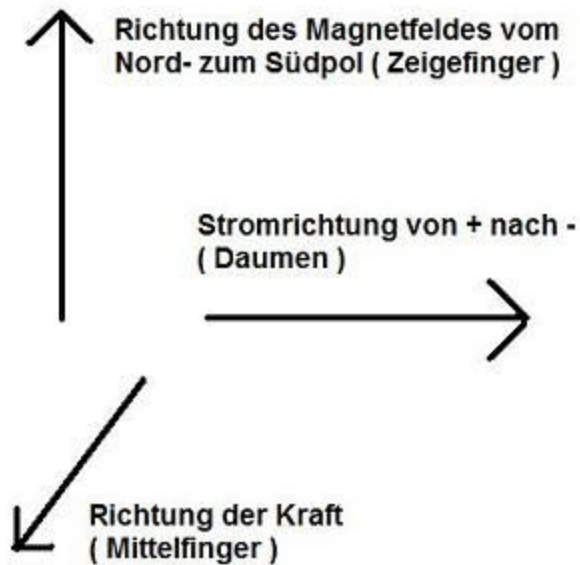 Richtung des Magnetfeldes vom
Nord- zum Südpol ( Zeigefinger )
Stromrichtung von + nach -
( Daumen )
Richtung der Kraft
( Mittelfinger )